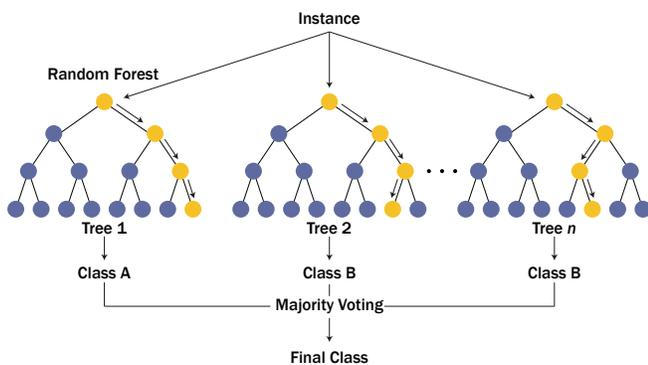 Instance
Random Forest
Tree 1
Tree 2
Tree n
Class A
Class B
Class B
Majority Voting
Final Class